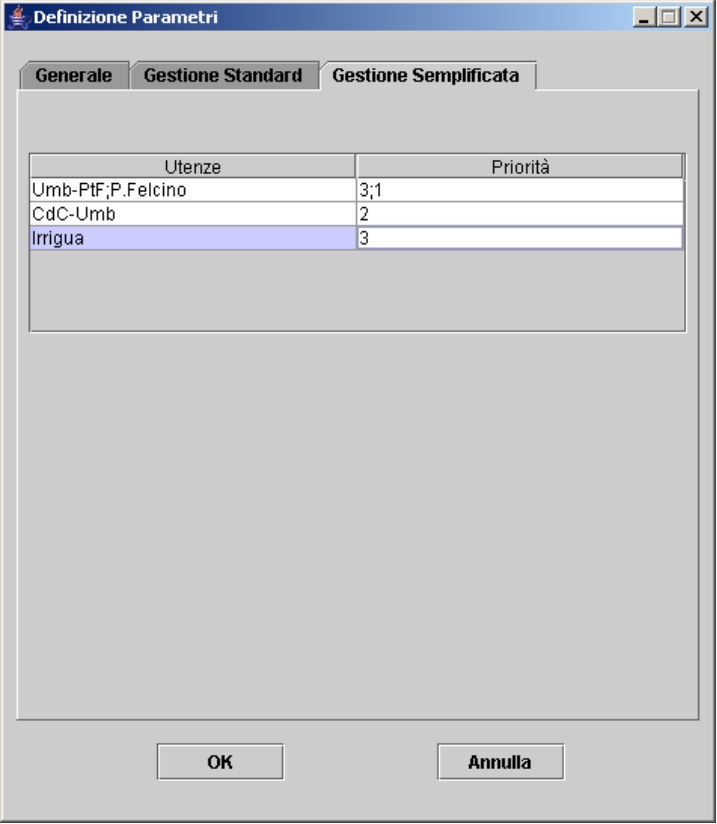 Definizione Parametri
Generale Gestione Standard Gestione Semplificata
Utenze Priorità
Umb-PtF;P.Felcino 3;1
CdC-Umb 2
Irrigua 3
OK Annulla